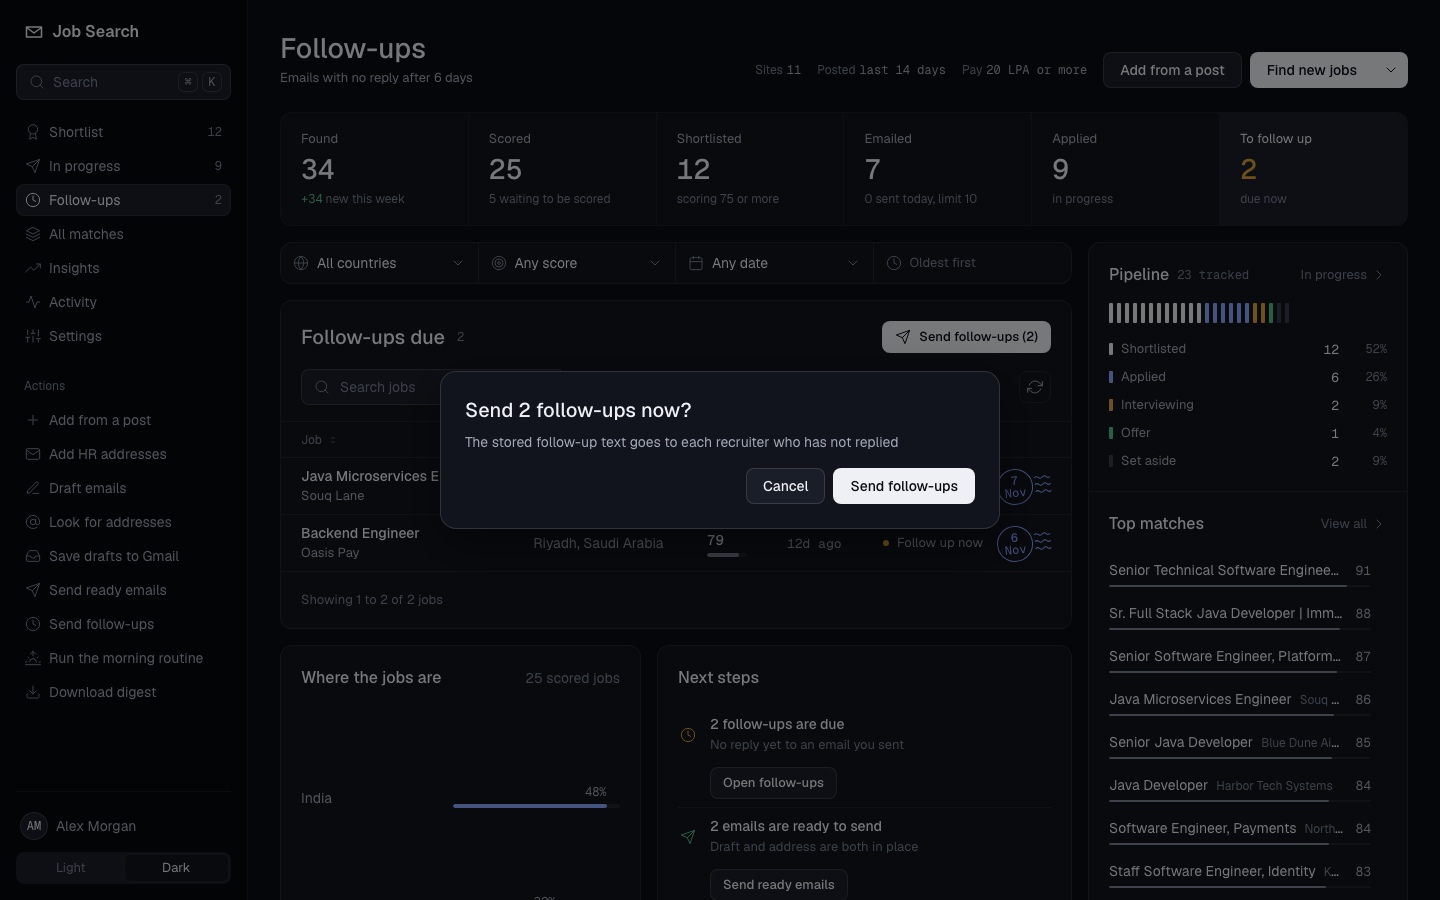 Job Search
Search ⌘ K
Shortlist 12
In progress 9
Follow-ups 2
All matches
Insights
Activity
Settings
Actions
Add from a post
Add HR addresses
Draft emails
Look for addresses
Save drafts to Gmail
Send ready emails
Send follow-ups
Run the morning routine
Download digest
AM Alex Morgan
Light Dark
Follow-ups
Emails with no reply after 6 days
Sites 11 Posted last 14 days Pay 20 LPA or more
Add from a post
Find new jobs
Found
34
+34 new this week
Scored
25
5 waiting to be scored
Shortlisted
12
scoring 75 or more
Emailed
7
0 sent today, limit 10
Applied
9
in progress
To follow up
2
due now
All countries
Any score
Any date
Oldest first
Follow-ups due 2
Send follow-ups (2)
Search jobs
Job
Java Microservices E
Souq Lane
7 Nov
Backend Engineer
Oasis Pay
Riyadh, Saudi Arabia
79
12d ago
Follow up now
6 Nov
Showing 1 to 2 of 2 jobs
Send 2 follow-ups now?
The stored follow-up text goes to each recruiter who has not replied
Cancel
Send follow-ups
Where the jobs are
25 scored jobs
India
48%
Next steps
2 follow-ups are due
No reply yet to an email you sent
Open follow-ups
2 emails are ready to send
Draft and address are both in place
Send ready emails
Pipeline 23 tracked
In progress
Shortlisted 12 52%
Applied 6 26%
Interviewing 2 9%
Offer 1 4%
Set aside 2 9%
Top matches
View all
Senior Technical Software Enginee... 91
Sr. Full Stack Java Developer | Imm... 88
Senior Software Engineer, Platform... 87
Java Microservices Engineer Souq ... 86
Senior Java Developer Blue Dune Ai... 85
Java Developer Harbor Tech Systems 84
Software Engineer, Payments North... 84
Staff Software Engineer, Identity K... 83